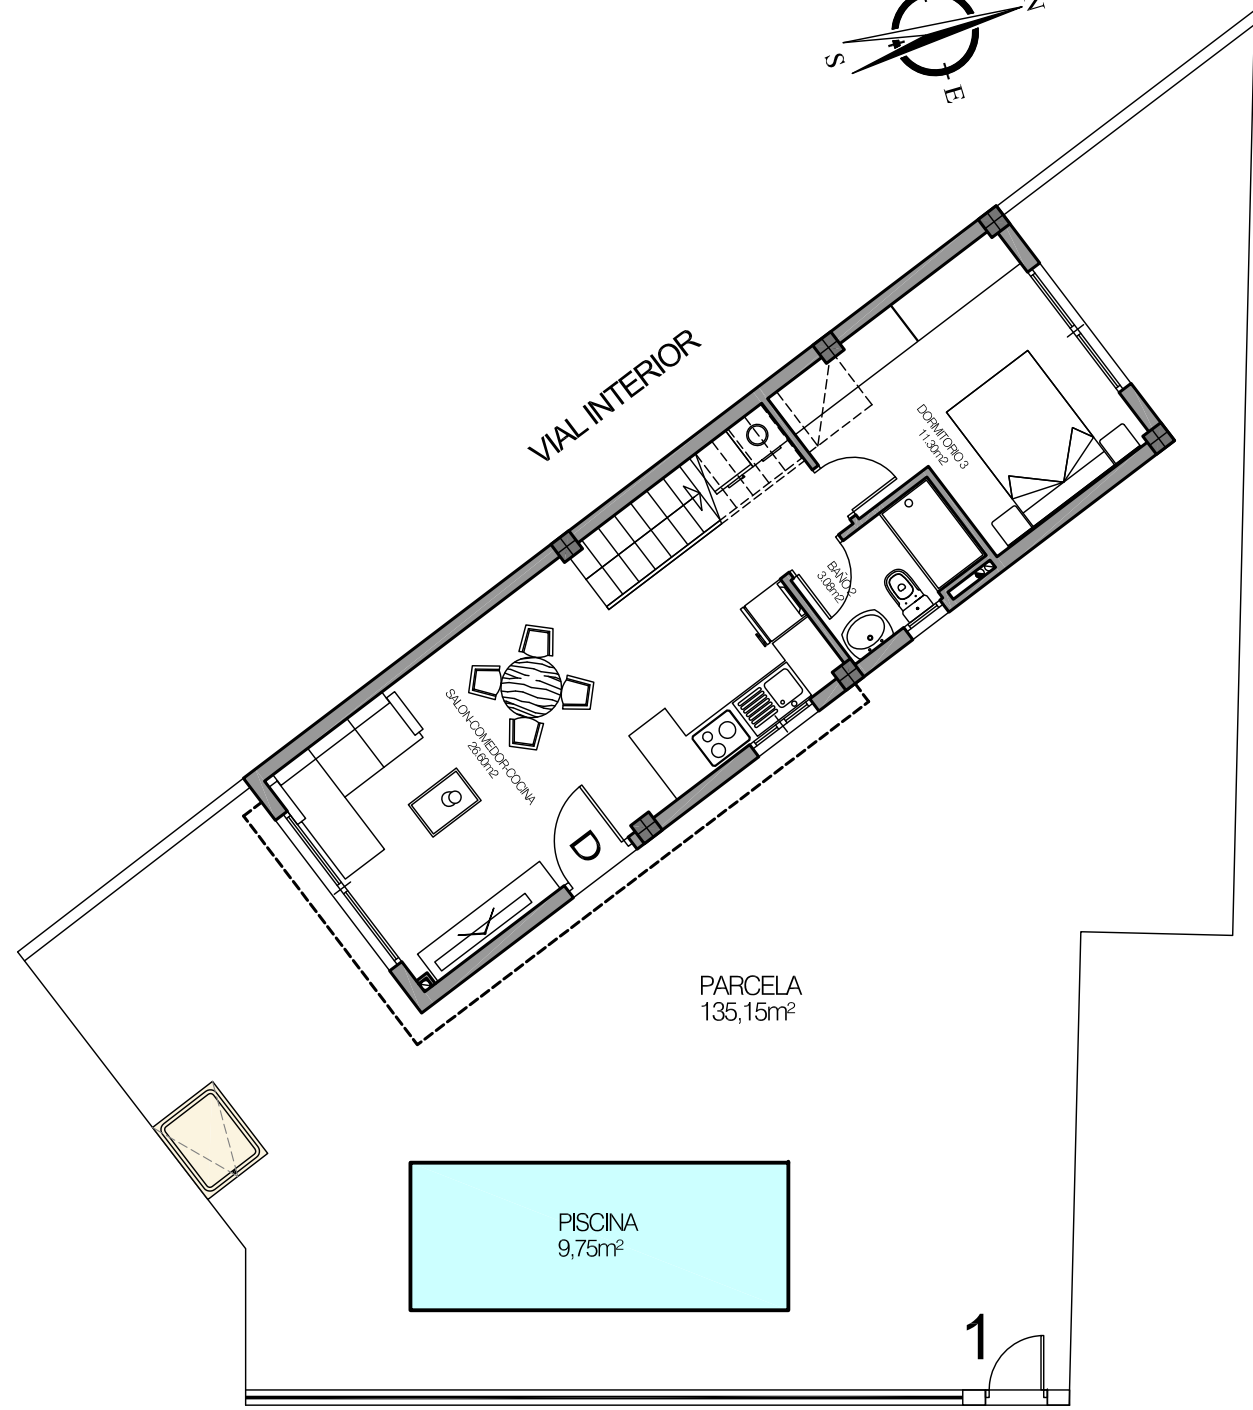 N
S
E
VIAL INTERIOR
DORMITORIO 3
11.30m2
BAÑO 2
3.08m2
SALON-COMEDOR-COCINA
26.60m2
D
PARCELA
135,15m²
PISCINA
9,75m²
1